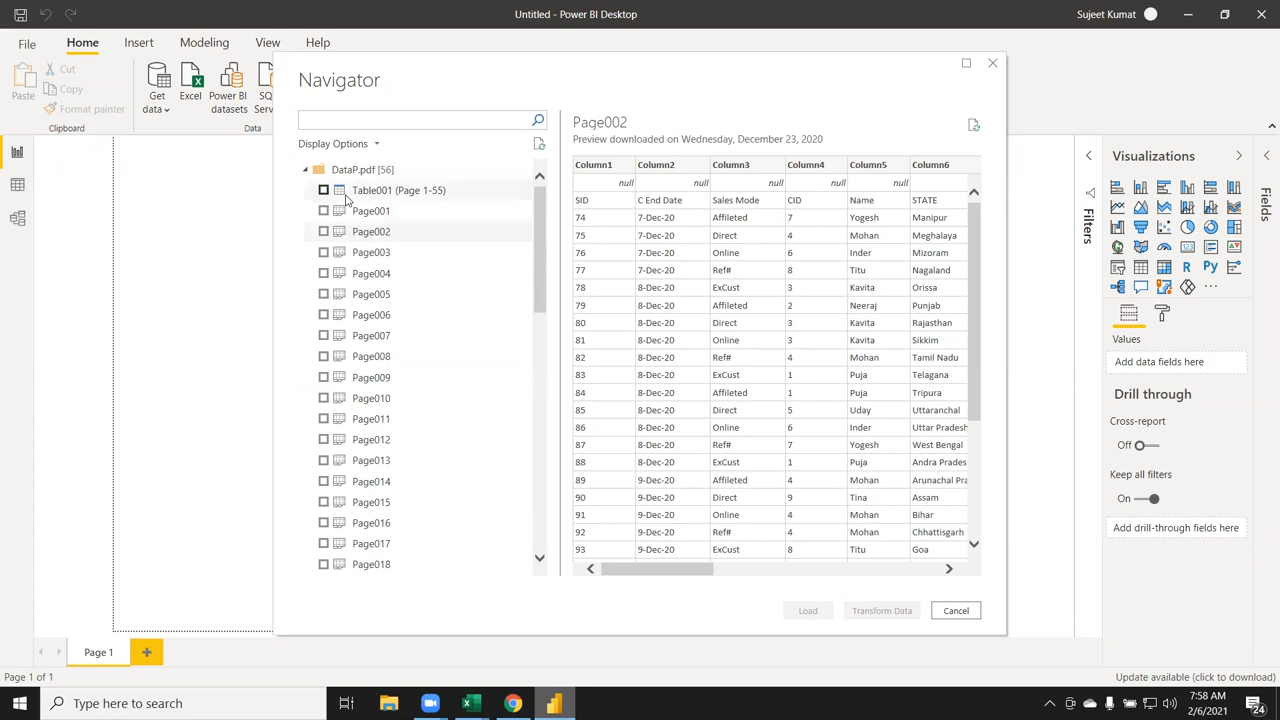 Untitled - Power BI Desktop
Sujeet Kumat
File
Home
Insert
Modeling
View
Help
Paste
Cut
Copy
Format painter
Clipboard
Get data
Excel
Power BI datasets
SQ Serv
Data
Navigator
Display Options
DataP.pdf [56]
Table001 (Page 1-55)
Page001
Page002
Page003
Page004
Page005
Page006
Page007
Page008
Page009
Page010
Page011
Page012
Page013
Page014
Page015
Page016
Page017
Page018
Page002
Preview downloaded on Wednesday, December 23, 2020
Column1 Column2 Column3 Column4 Column5 Column6
null null null null null
SID C End Date Sales Mode CID Name STATE
74 7-Dec-20 Affileted 7 Yogesh Manipur
75 7-Dec-20 Direct 4 Mohan Meghalaya
76 7-Dec-20 Online 6 Inder Mizoram
77 7-Dec-20 Ref# 8 Titu Nagaland
78 8-Dec-20 ExCust 3 Kavita Orissa
79 8-Dec-20 Affileted 2 Neeraj Punjab
80 8-Dec-20 Direct 3 Kavita Rajasthan
81 8-Dec-20 Online 3 Kavita Sikkim
82 8-Dec-20 Ref# 4 Mohan Tamil Nadu
83 8-Dec-20 ExCust 1 Puja Telagana
84 8-Dec-20 Affileted 1 Puja Tripura
85 8-Dec-20 Direct 5 Uday Uttaranchal
86 8-Dec-20 Online 6 Inder Uttar Pradesh
87 8-Dec-20 Ref# 7 Yogesh West Bengal
88 8-Dec-20 ExCust 1 Puja Andra Prades
89 9-Dec-20 Affileted 4 Mohan Arunachal Pra
90 9-Dec-20 Direct 9 Tina Assam
91 9-Dec-20 Online 4 Mohan Bihar
92 9-Dec-20 Ref# 4 Mohan Chhattisgarh
93 9-Dec-20 ExCust 8 Titu Goa
Load
Transform Data
Cancel
Filters
Visualizations
Fields
R
Py
Values
Add data fields here
Drill through
Cross-report
Off
Keep all filters
On
Add drill-through fields here
Page 1
Page 1 of 1
Update available (click to download)
Type here to search
7:58 AM
2/6/2021
24